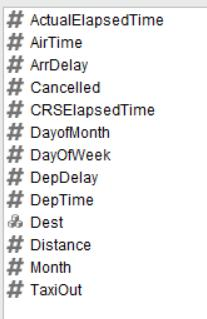 ActualElapsedTime
AirTime
ArrDelay
Cancelled
CRSElapsedTime
DayofMonth
DayOfWeek
DepDelay
DepTime
Dest
Distance
Month
TaxiOut